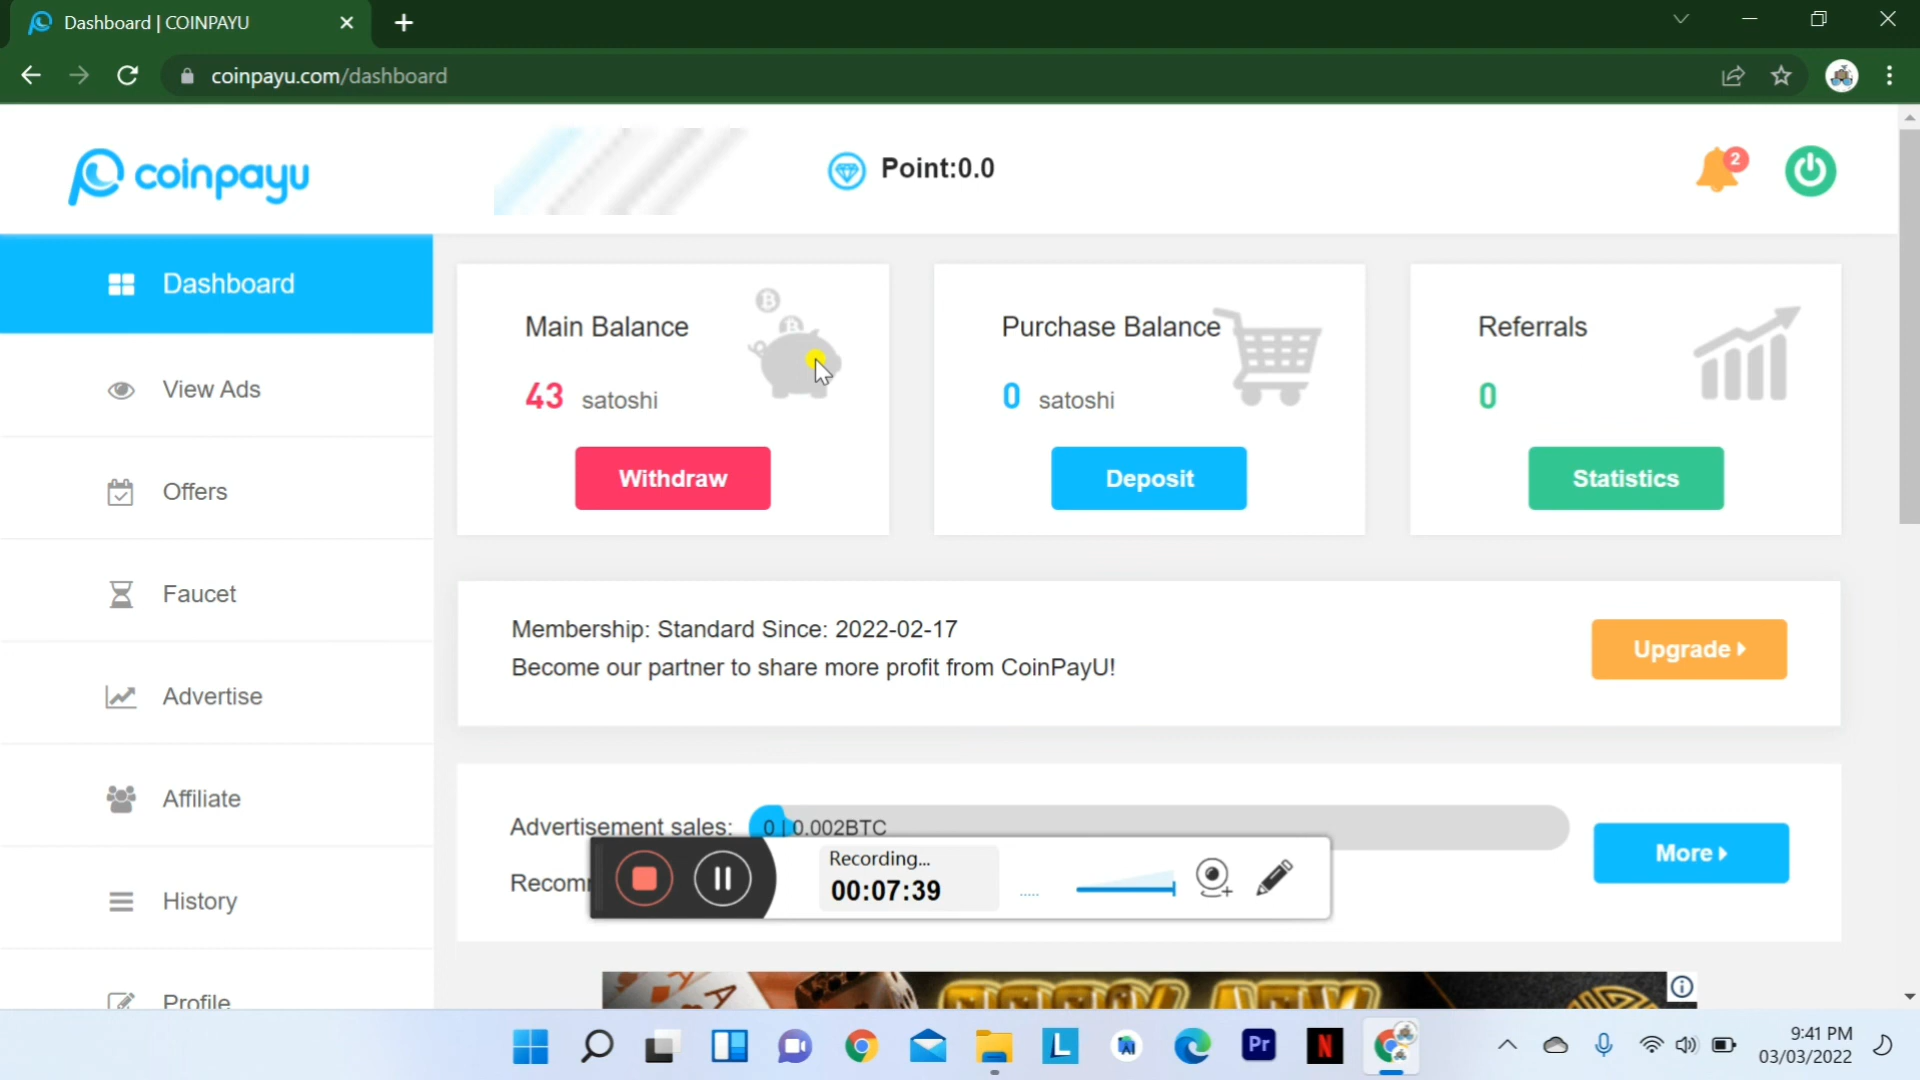 Dashboard | COINPAYU
coinpayu.com/dashboard
coinpayu
Point:0.0
2
Dashboard
View Ads
Offers
Faucet
Advertise
Affiliate
History
Profile
Main Balance
43 satoshi
Withdraw
Purchase Balance
0 satoshi
Deposit
Referrals
0
Statistics
Membership: Standard Since: 2022-02-17
Become our partner to share more profit from CoinPayU!
Upgrade
Advertisement sales: 0 | 0.002BTC
More
Recording...
00:07:39
L
Pr
N
9:41 PM
03/03/2022